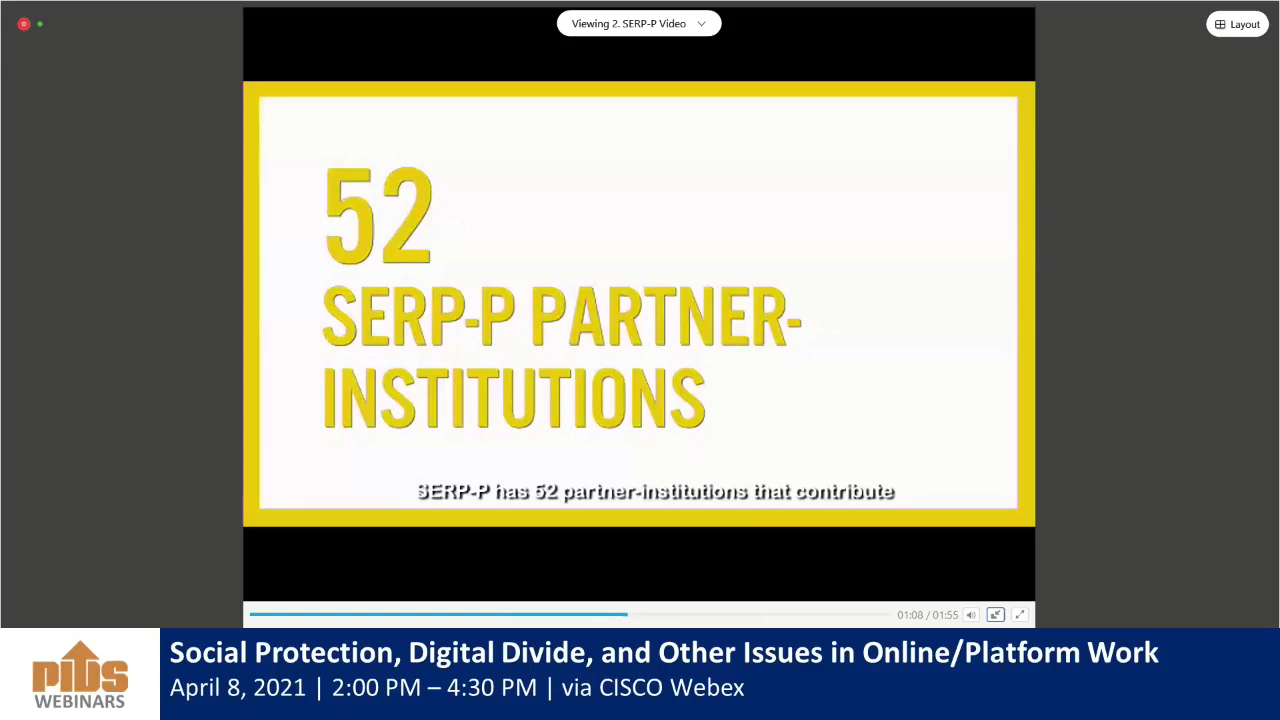 Viewing 2. SERP-P Video
Layout
52
SERP-P PARTNER-
INSTITUTIONS
SERP-P has 52 partner-institutions that contribute
01:08 / 01:55
PIDS
WEBINARS
Social Protection, Digital Divide, and Other Issues in Online/Platform Work
April 8, 2021 | 2:00 PM – 4:30 PM | via CISCO Webex